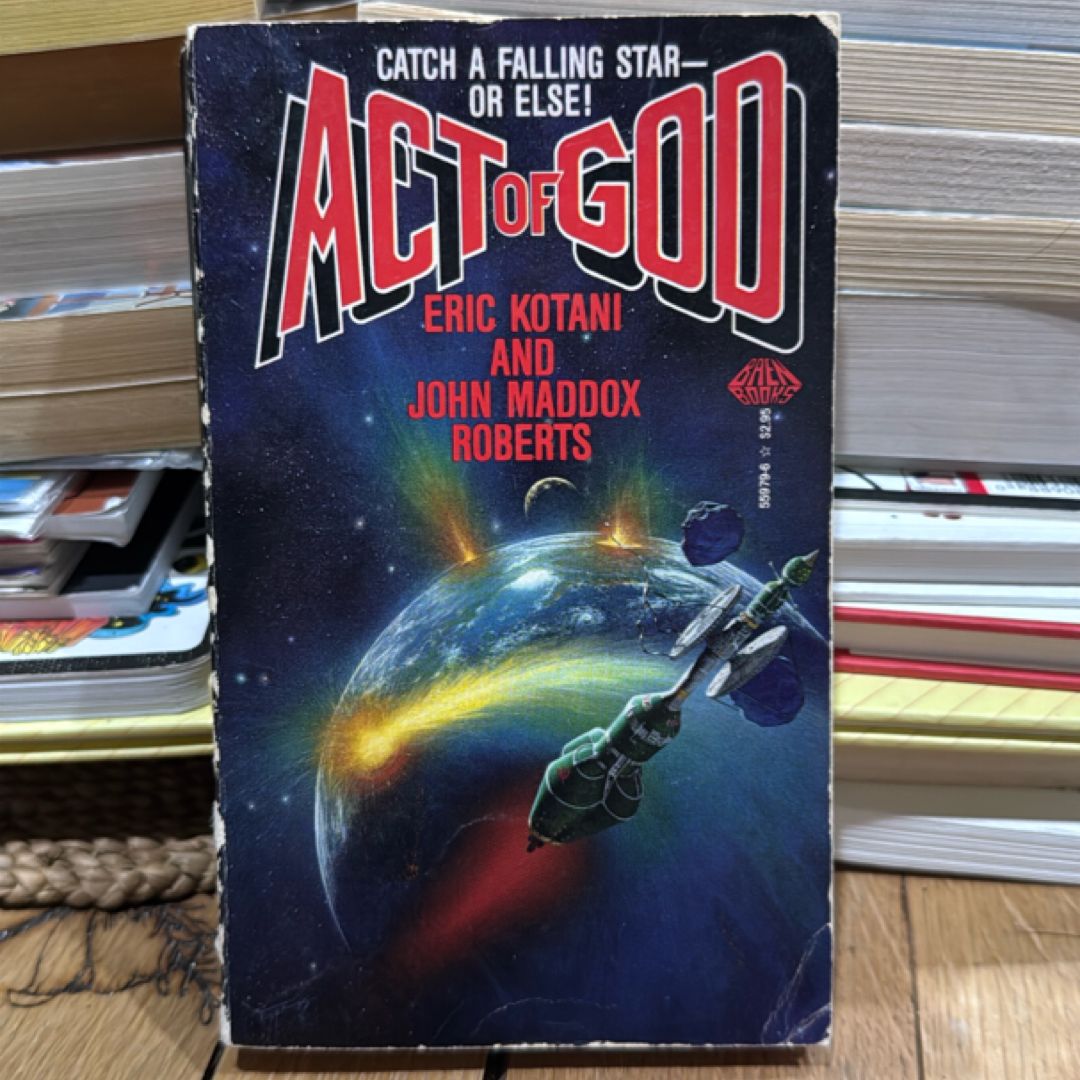 CATCH A FALLING STAR—
OR ELSE!
ACT OF GOD
ERIC KOTANI
AND
JOHN MADDOX
ROBERTS
BAEN
BOOKS
55979-6 ☆ $2.95